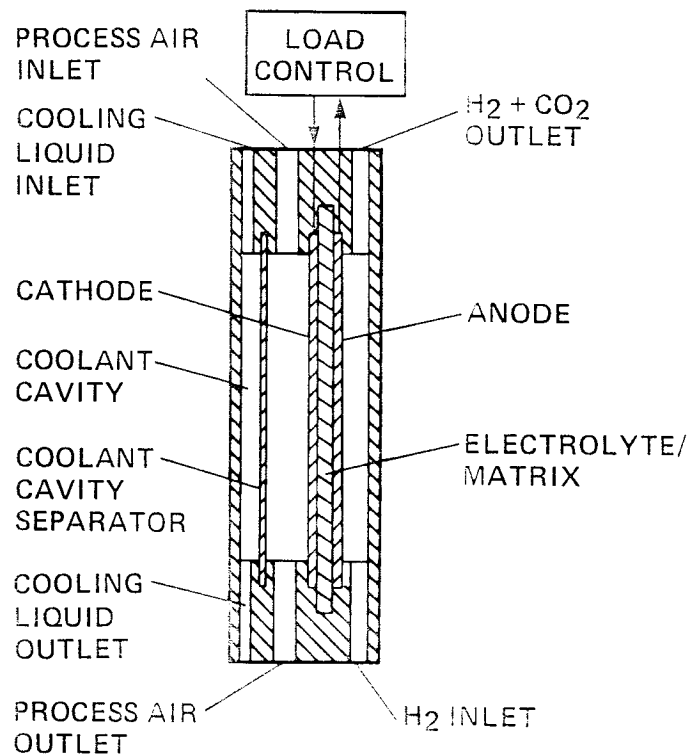 PROCESS AIR
INLET
LOAD
CONTROL
COOLING
LIQUID
INLET
H2 + CO2
OUTLET
CATHODE
ANODE
COOLANT
CAVITY
COOLANT
CAVITY
SEPARATOR
ELECTROLYTE/
MATRIX
COOLING
LIQUID
OUTLET
PROCESS AIR
OUTLET
H2 INLET